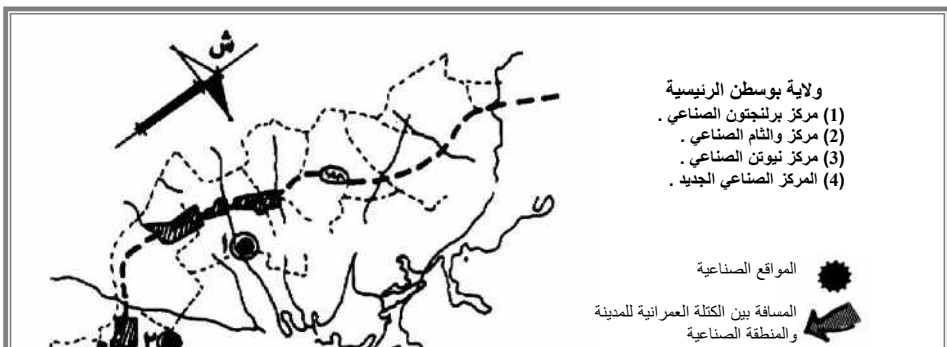 ش
ولاية بوسطن الرئيسية
(1) مركز برلنجتون الصناعي .
(2) مركز والثام الصناعي .
(3) مركز نيوتن الصناعي .
(4) المركز الصناعي الجديد .
١
المواقع الصناعية
المسافة بين الكتلة العمرانية للمدينة
والمنطقة الصناعية